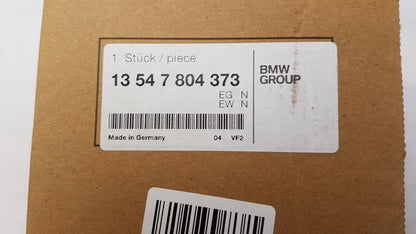 1. Stück / piece
13 54 7 804 373
BMW
GROUP
EG N
EW N
Made in Germany 04 VF2